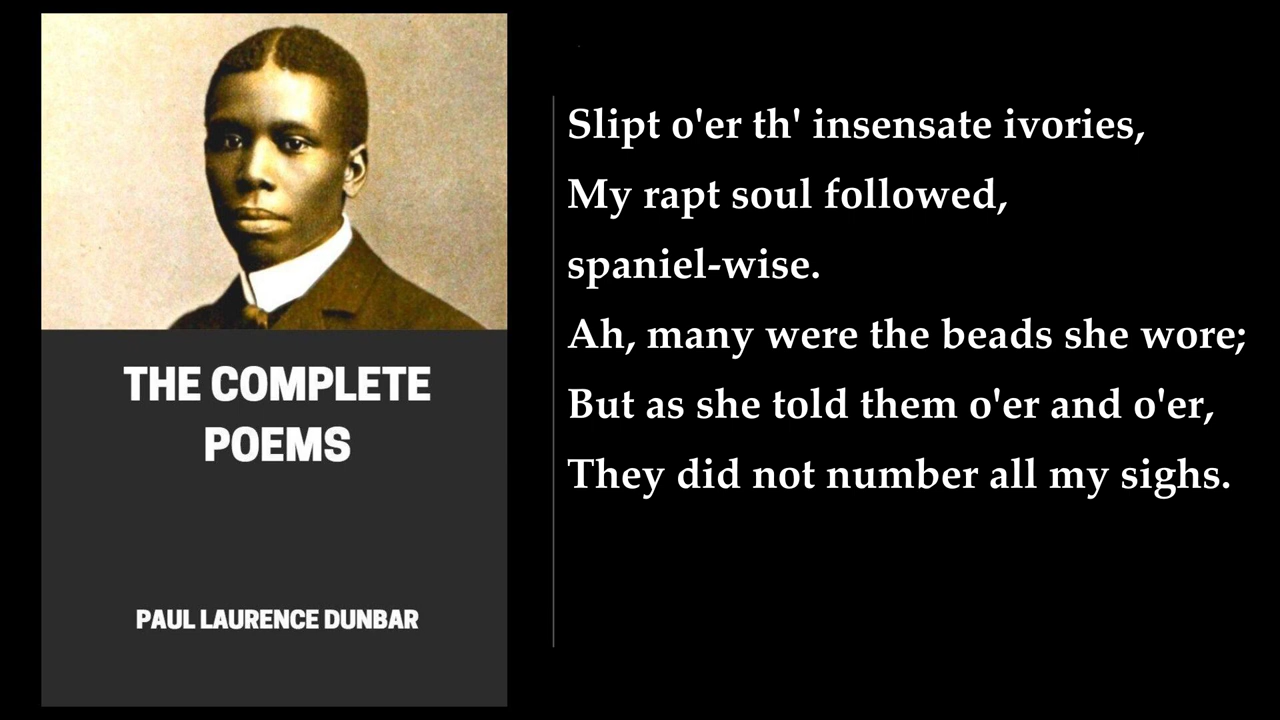 THE COMPLETE
POEMS
PAUL LAURENCE DUNBAR
Slipt o'er th' insensate ivories,
My rapt soul followed,
spaniel-wise.
Ah, many were the beads she wore;
But as she told them o'er and o'er,
They did not number all my sighs.